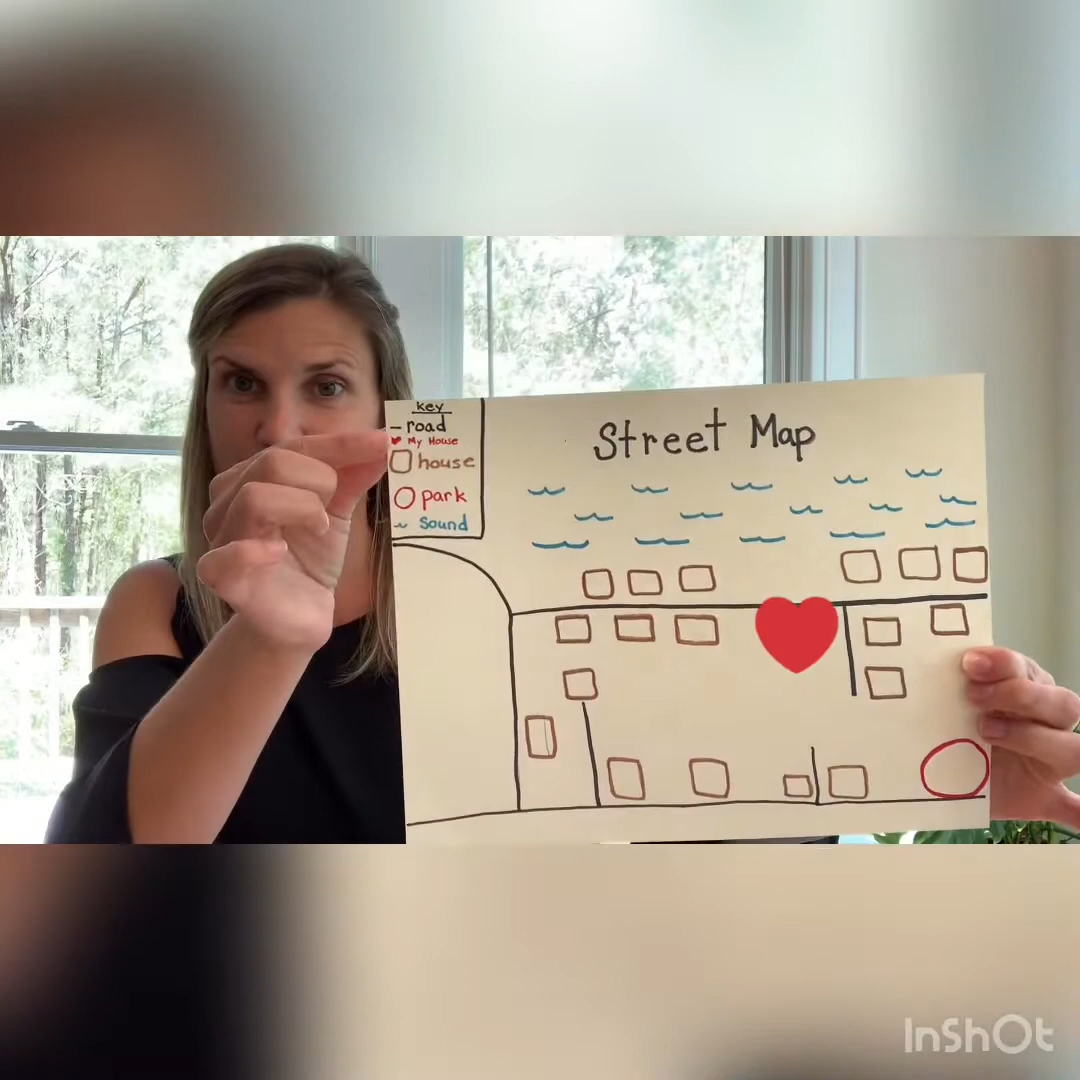 Key
- road
♥ My House
house
park
sound
Street Map
InShOt